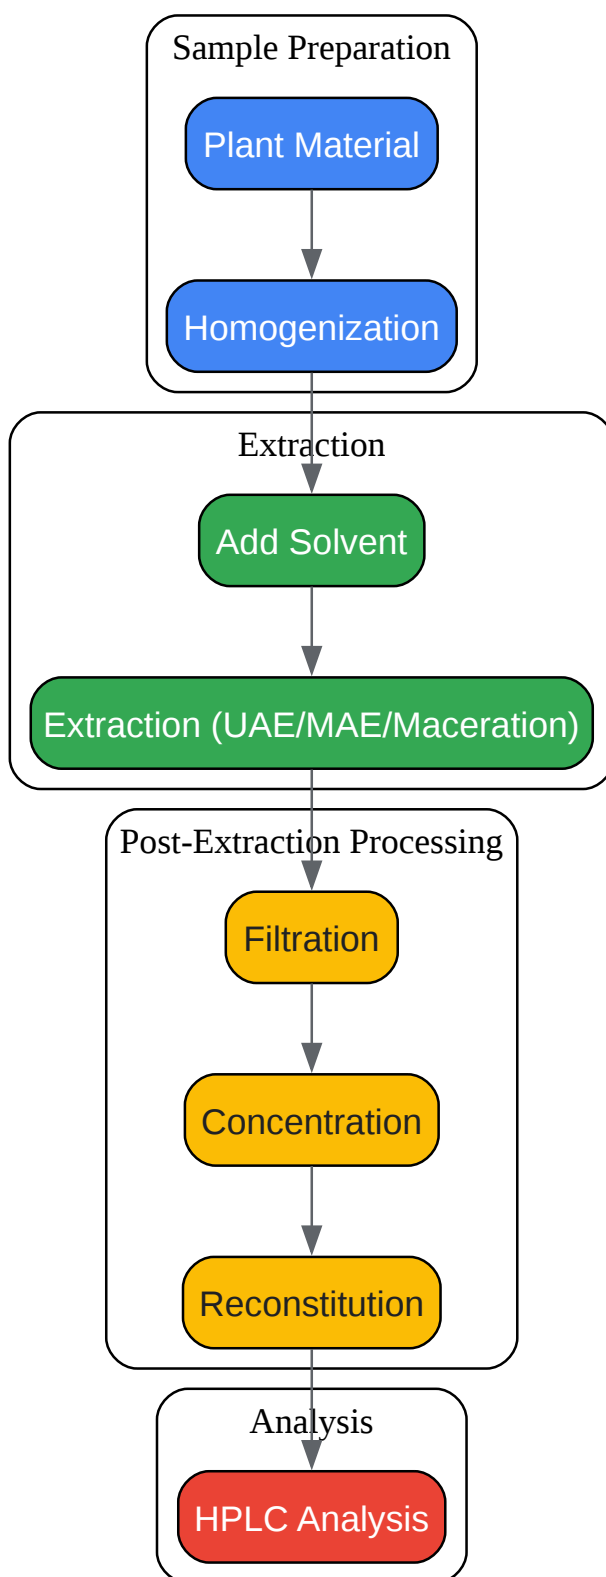 Sample Preparation
Plant Material
Homogenization
Extraction
Add Solvent
Extraction (UAE/MAE/Maceration)
Post-Extraction Processing
Filtration
Concentration
Reconstitution
Analysis
HPLC Analysis